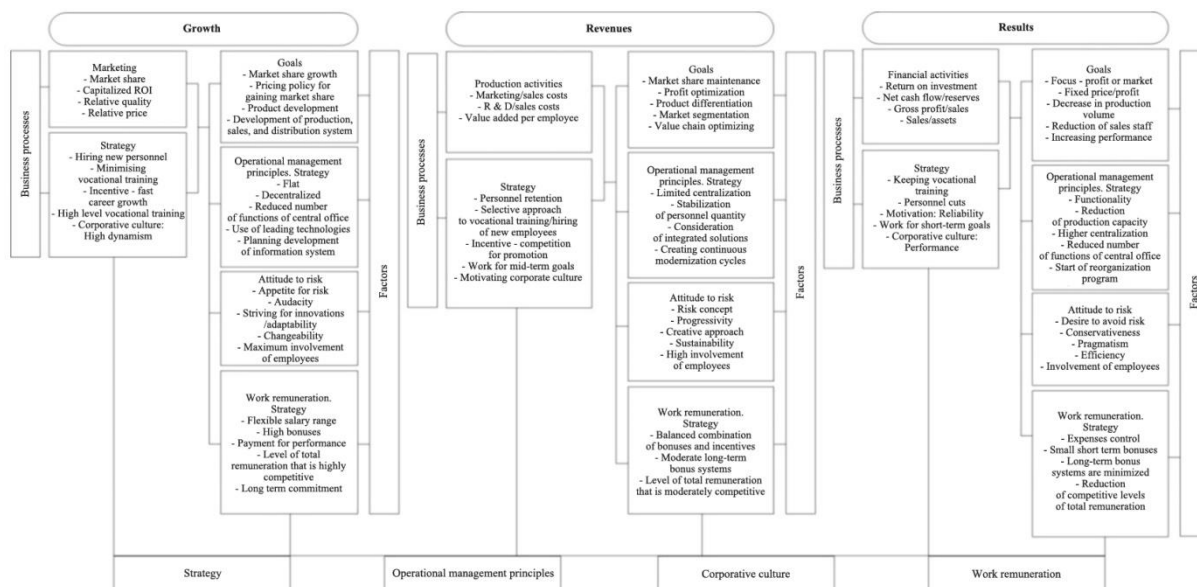 Growth
Business processes
Marketing
- Market share
- Capitalized ROI
- Relative quality
- Relative price
Strategy
- Hiring new personnel
- Minimising
vocational training
- Incentive - fast
career growth
- High level vocational training
- Corporative culture:
High dynamism
Goals
- Market share growth
- Pricing policy for
gaining market share
- Product development
- Development of production,
sales, and distribution system
Operational management
principles. Strategy
- Flat
- Decentralized
- Reduced number
of functions of central office
- Use of leading technologies
- Planning development
of information system
Attitude to risk
- Appetite for risk
- Audacity
- Striving for innovations
/adaptability
- Changeability
- Maximum involvement
of employees
Work remuneration.
Strategy
- Flexible salary range
- High bonuses
- Payment for performance
- Level of total
remuneration that is highly
competitive
- Long term commitment
Factors
Revenues
Business processes
Production activities
- Marketing/sales costs
- R & D/sales costs
- Value added per employee
Strategy
- Personnel retention
- Selective approach
to vocational training/hiring
of new employees
- Incentive - competition
for promotion
- Work for mid-term goals
- Motivating corporate culture
Goals
- Market share maintenance
- Profit optimization
- Product differentiation
- Market segmentation
- Value chain optimizing
Operational management
principles. Strategy
- Limited centralization
- Stabilization
of personnel quantity
- Consideration
of integrated solutions
- Creating continuous
modernization cycles
Attitude to risk
- Risk concept
- Progressivity
- Creative approach
- Sustainability
- High involvement
of employees
Work remuneration.
Strategy
- Balanced combination
of bonuses and incentives
- Moderate long-term
bonus systems
- Level of total remuneration
that is moderately competitive
Factors
Results
Business processes
Financial activities
- Return on investment
- Net cash flow/reserves
- Gross profit/sales
- Sales/assets
Strategy
- Keeping vocational
training
- Personnel cuts
- Motivation: Reliability
- Work for short-term goals
- Corporative culture:
Performance
Goals
- Focus - profit or market
- Fixed price/profit
- Decrease in production
volume
- Reduction of sales staff
- Increasing performance
Operational management
principles. Strategy
- Functionality
- Reduction
of production capacity
- Higher centralization
- Reduced number
of functions of central office
- Start of reorganization
program
Attitude to risk
- Desire to avoid risk
- Conservativeness
- Pragmatism
- Efficiency
- Involvement of employees
Work remuneration.
Strategy
- Expenses control
- Small short term bonuses
- Long-term bonus
systems are minimized
- Reduction
of competitive levels
of total remuneration
Factors
Strategy
Operational management principles
Corporative culture
Work remuneration